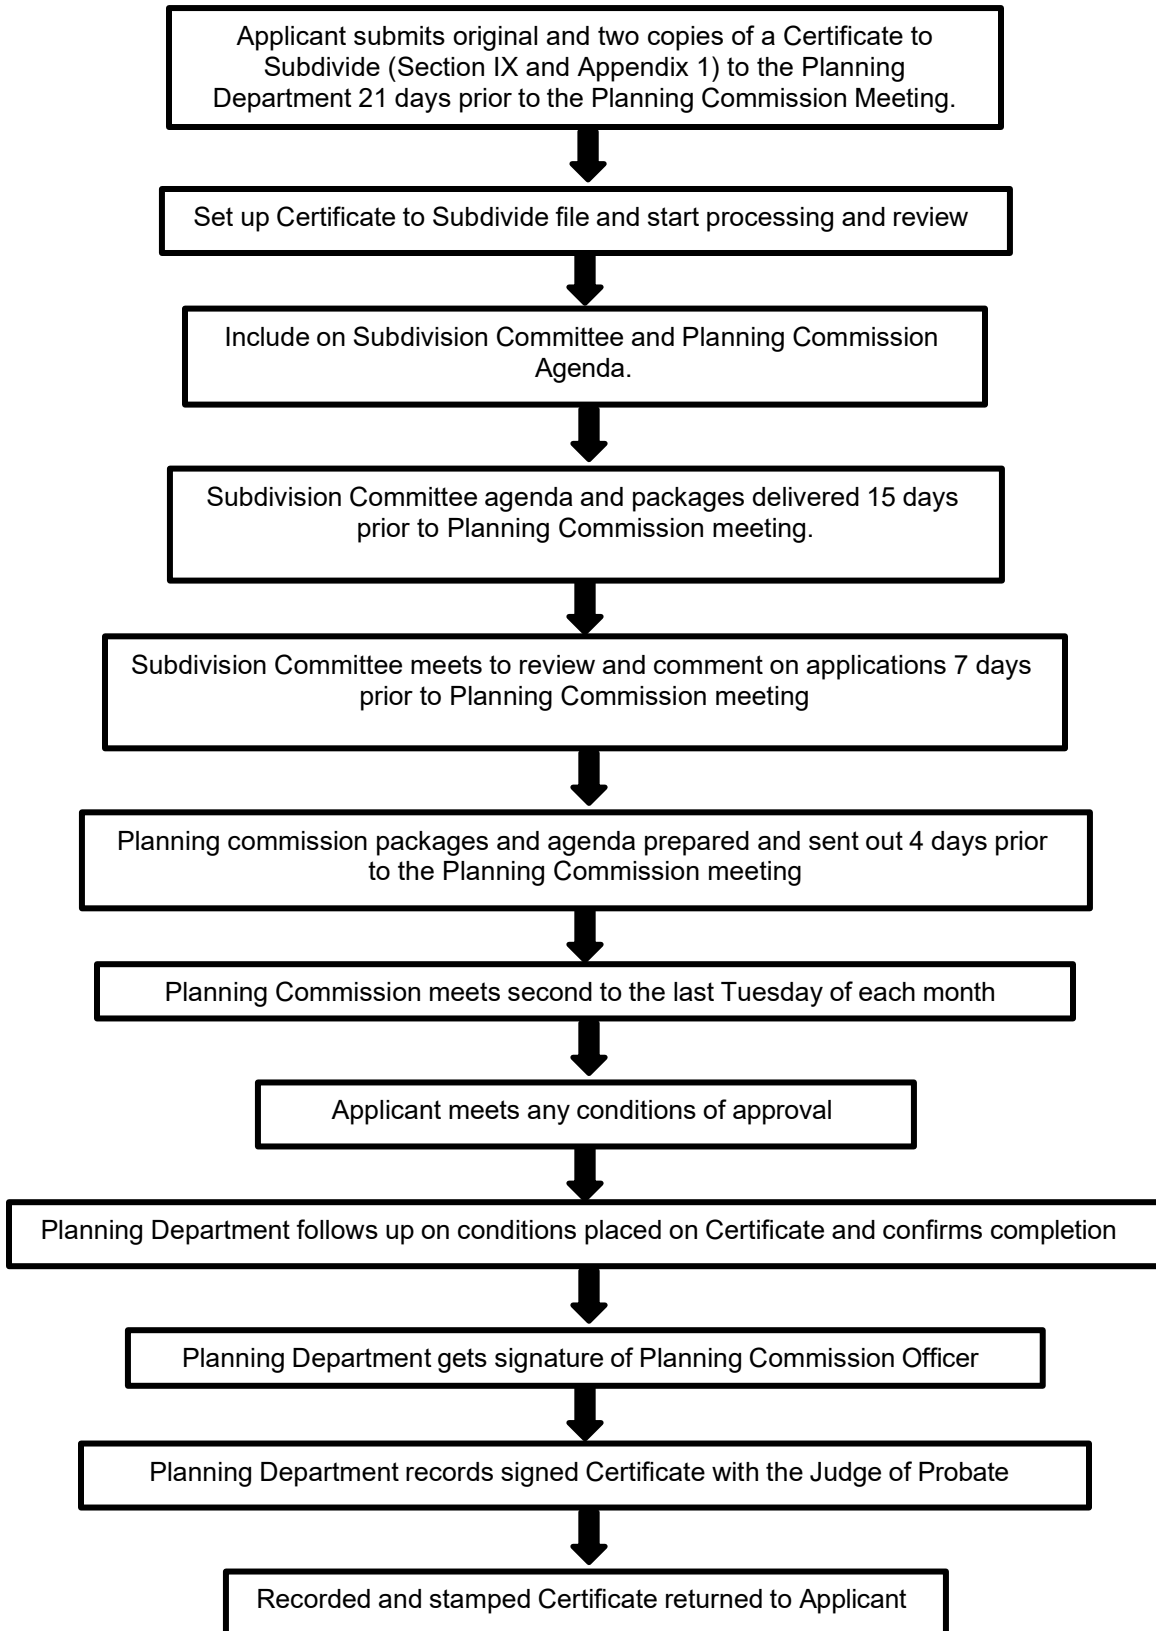 Applicant submits original and two copies of a Certificate to
Subdivide (Section IX and Appendix 1) to the Planning
Department 21 days prior to the Planning Commission Meeting.
Set up Certificate to Subdivide file and start processing and review
Include on Subdivision Committee and Planning Commission
Agenda.
Subdivision Committee agenda and packages delivered 15 days
prior to Planning Commission meeting.
Subdivision Committee meets to review and comment on applications 7 days
prior to Planning Commission meeting
Planning commission packages and agenda prepared and sent out 4 days prior
to the Planning Commission meeting
Planning Commission meets second to the last Tuesday of each month
Applicant meets any conditions of approval
Planning Department follows up on conditions placed on Certificate and confirms completion
Planning Department gets signature of Planning Commission Officer
Planning Department records signed Certificate with the Judge of Probate
Recorded and stamped Certificate returned to Applicant